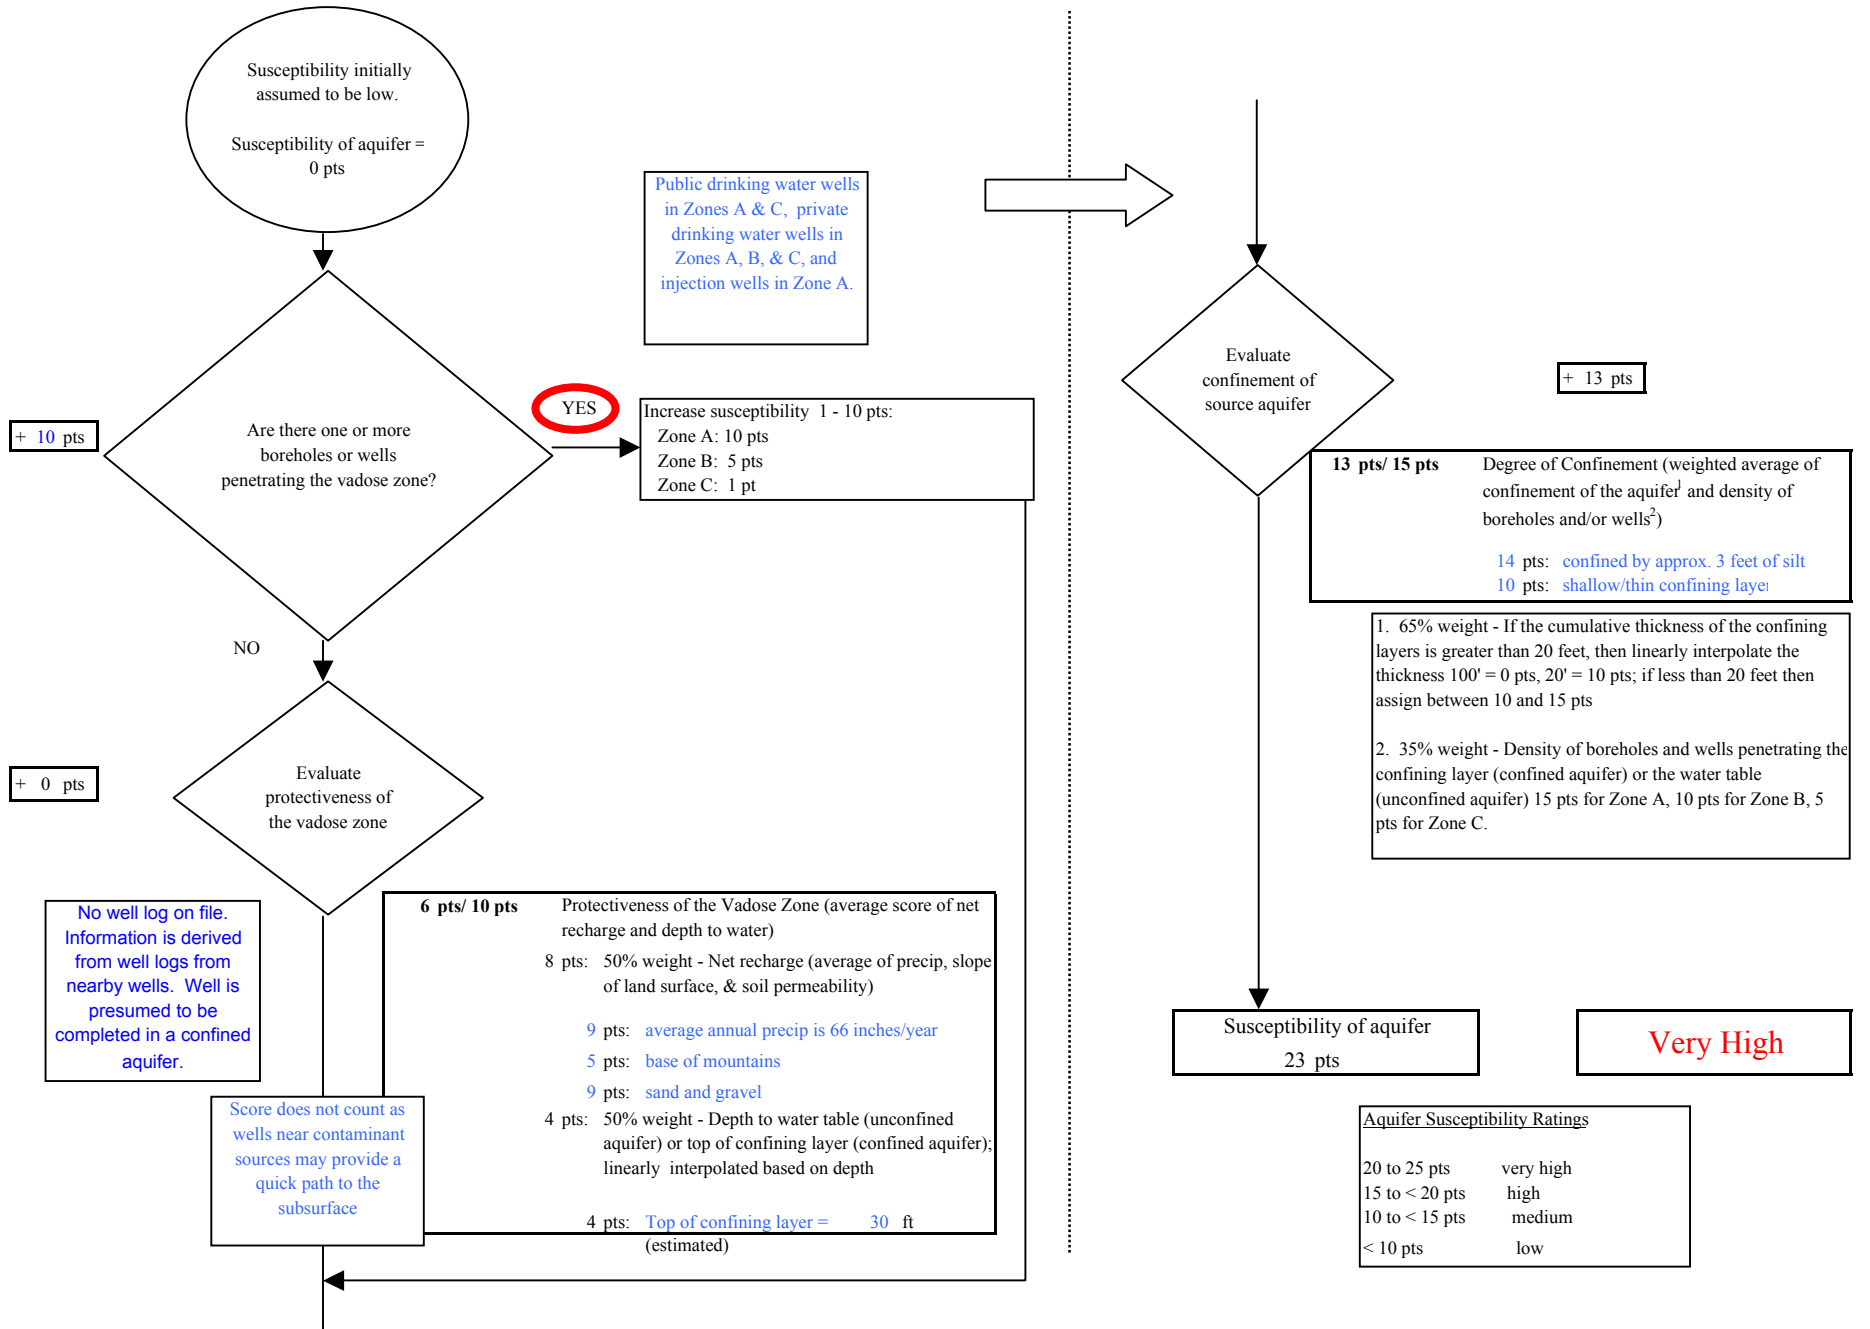 Susceptibility initially
assumed to be low.
Susceptibility of aquifer =
0 pts
Public drinking water wells
in Zones A & C, private
drinking water wells in
Zones A, B, & C, and
injection wells in Zone A.
+ 10 pts
Are there one or more
boreholes or wells
penetrating the vadose zone?
YES
Increase susceptibility 1 - 10 pts:
Zone A: 10 pts
Zone B: 5 pts
Zone C: 1 pt
NO
+ 0 pts
Evaluate
protectiveness of
the vadose zone
No well log on file.
Information is derived
from well logs from
nearby wells. Well is
presumed to be
completed in a confined
aquifer.
6 pts/ 10 pts Protectiveness of the Vadose Zone (average score of net
recharge and depth to water)
8 pts: 50% weight - Net recharge (average of precip, slope
of land surface, & soil permeability)
9 pts: average annual precip is 66 inches/year
5 pts: base of mountains
9 pts: sand and gravel
4 pts: 50% weight - Depth to water table (unconfined
aquifer) or top of confining layer (confined aquifer);
linearly interpolated based on depth
4 pts: Top of confining layer = 30 ft
(estimated)
Score does not count as
wells near contaminant
sources may provide a
quick path to the
subsurface
Evaluate
confinement of
source aquifer
+ 13 pts
13 pts/ 15 pts Degree of Confinement (weighted average of
confinement of the aquifer1 and density of
boreholes and/or wells2)
14 pts: confined by approx. 3 feet of silt
10 pts: shallow/thin confining layer
1. 65% weight - If the cumulative thickness of the confining
layers is greater than 20 feet, then linearly interpolate the
thickness 100' = 0 pts, 20' = 10 pts; if less than 20 feet then
assign between 10 and 15 pts
2. 35% weight - Density of boreholes and wells penetrating the
confining layer (confined aquifer) or the water table
(unconfined aquifer) 15 pts for Zone A, 10 pts for Zone B, 5
pts for Zone C.
Susceptibility of aquifer
23 pts
Very High
Aquifer Susceptibility Ratings
20 to 25 pts very high
15 to < 20 pts high
10 to < 15 pts medium
< 10 pts low